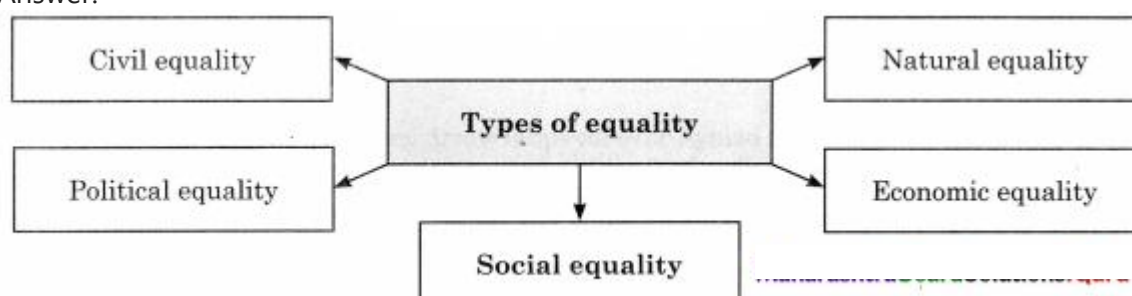 Answer:
Civil equality
Natural equality
Types of equality
Political equality
Economic equality
Social equality